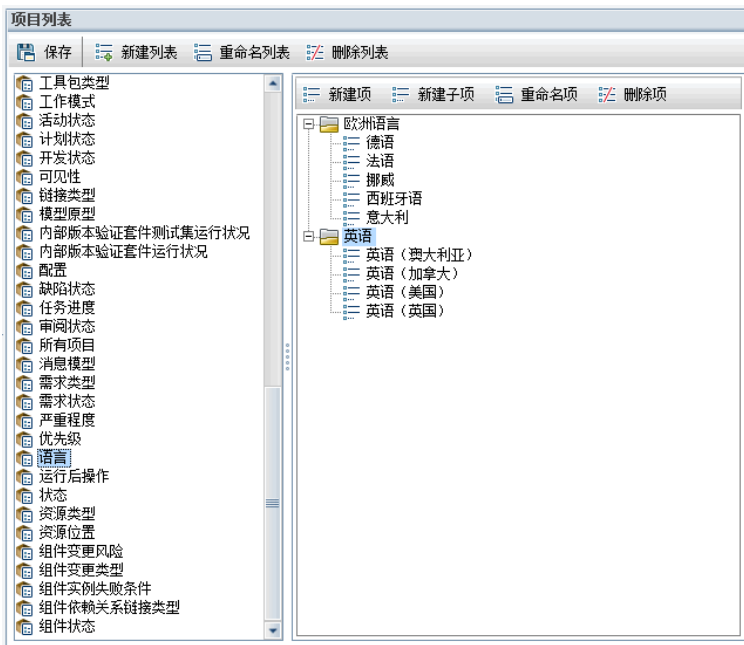 项目列表
保存 新建列表 重命名列表 删除列表
工具包类型
工作模式
活动状态
计划状态
开发状态
可见性
链接类型
模型原型
内部版本验证套件测试集运行状况
内部版本验证套件运行状况
配置
缺陷状态
任务进度
审阅状态
所有项目
消息模型
需求类型
需求状态
严重程度
优先级
语言
运行后操作
状态
资源类型
资源位置
组件变更风险
组件变更类型
组件实例失败条件
组件依赖关系链接类型
组件状态
新建项 新建子项 重命名项 删除项
欧洲语言
德语
法语
挪威
西班牙语
意大利
英语
英语（澳大利亚）
英语（加拿大）
英语（美国）
英语（英国）